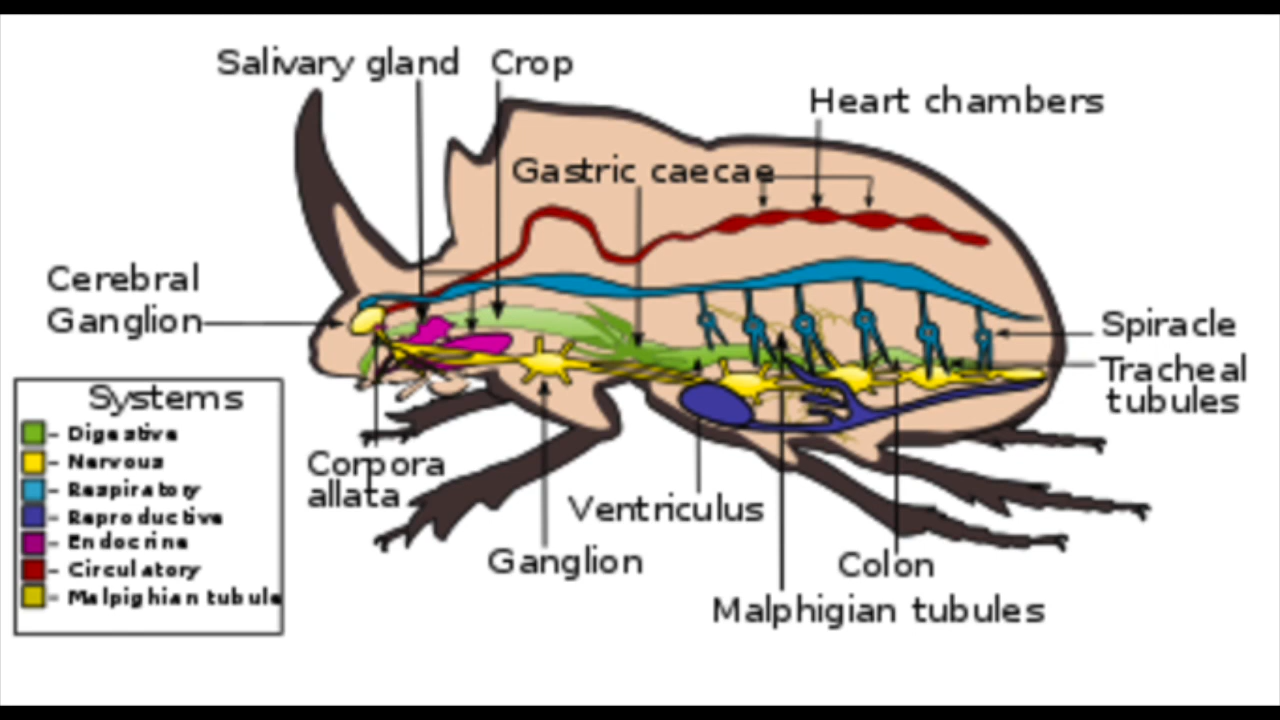 Salivary gland
Crop
Heart chambers
Gastric caecae
Cerebral
Ganglion
Spiracle
Tracheal
tubules
Systems
- Digestive
- Nervous
- Respiratory
- Reproductive
- Endocrine
- Circulatory
- Malpighian tubule
Corpora
allata
Ventriculus
Ganglion
Colon
Malphigian tubules